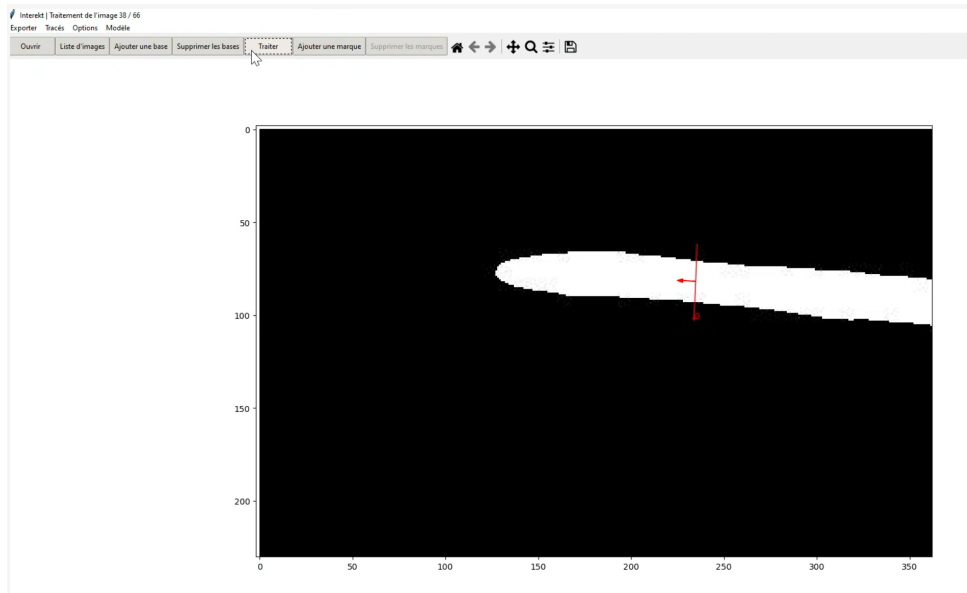 Interekt | Traitement de l'image 38 / 66
Exporter Tracés Options Modèle
Ouvrir Liste d'images Ajouter une base Supprimer les bases Traiter Ajouter une marque Supprimer les marques
0
50
100
150
200
0
0 50 100 150 200 250 300 350